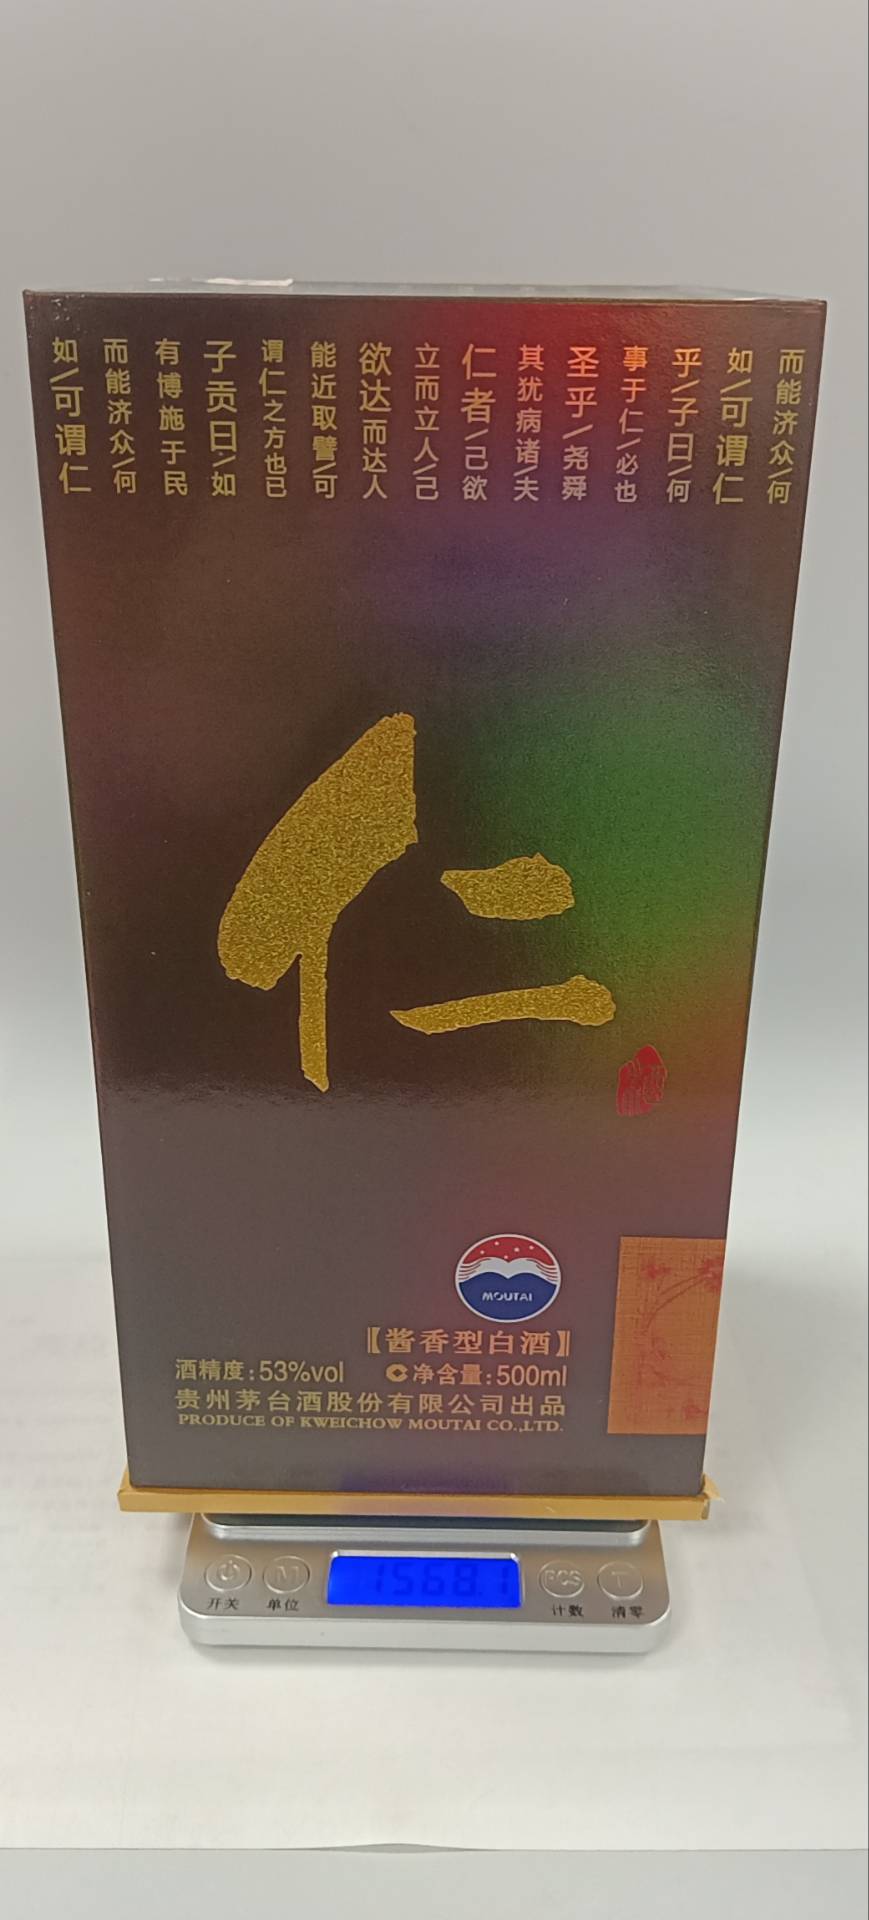 如/可谓仁
而能济众/何
有博施于民
子贡曰/如
谓仁之方也已
能近取譬/可
欲达而达人
立而立人/己
仁者/己欲
其犹病诸/夫
圣乎/尧舜
事于仁/必也
乎/子曰/何
如/可谓仁
而能济众/何
仁
MOUTAI
【酱香型白酒】
酒精度:53%vol 净含量:500ml
贵州茅台酒股份有限公司出品
PRODUCE OF KWEICHOW MOUTAI CO.,LTD.
M 1568.1 PCS T
开关 单位 计数 清零